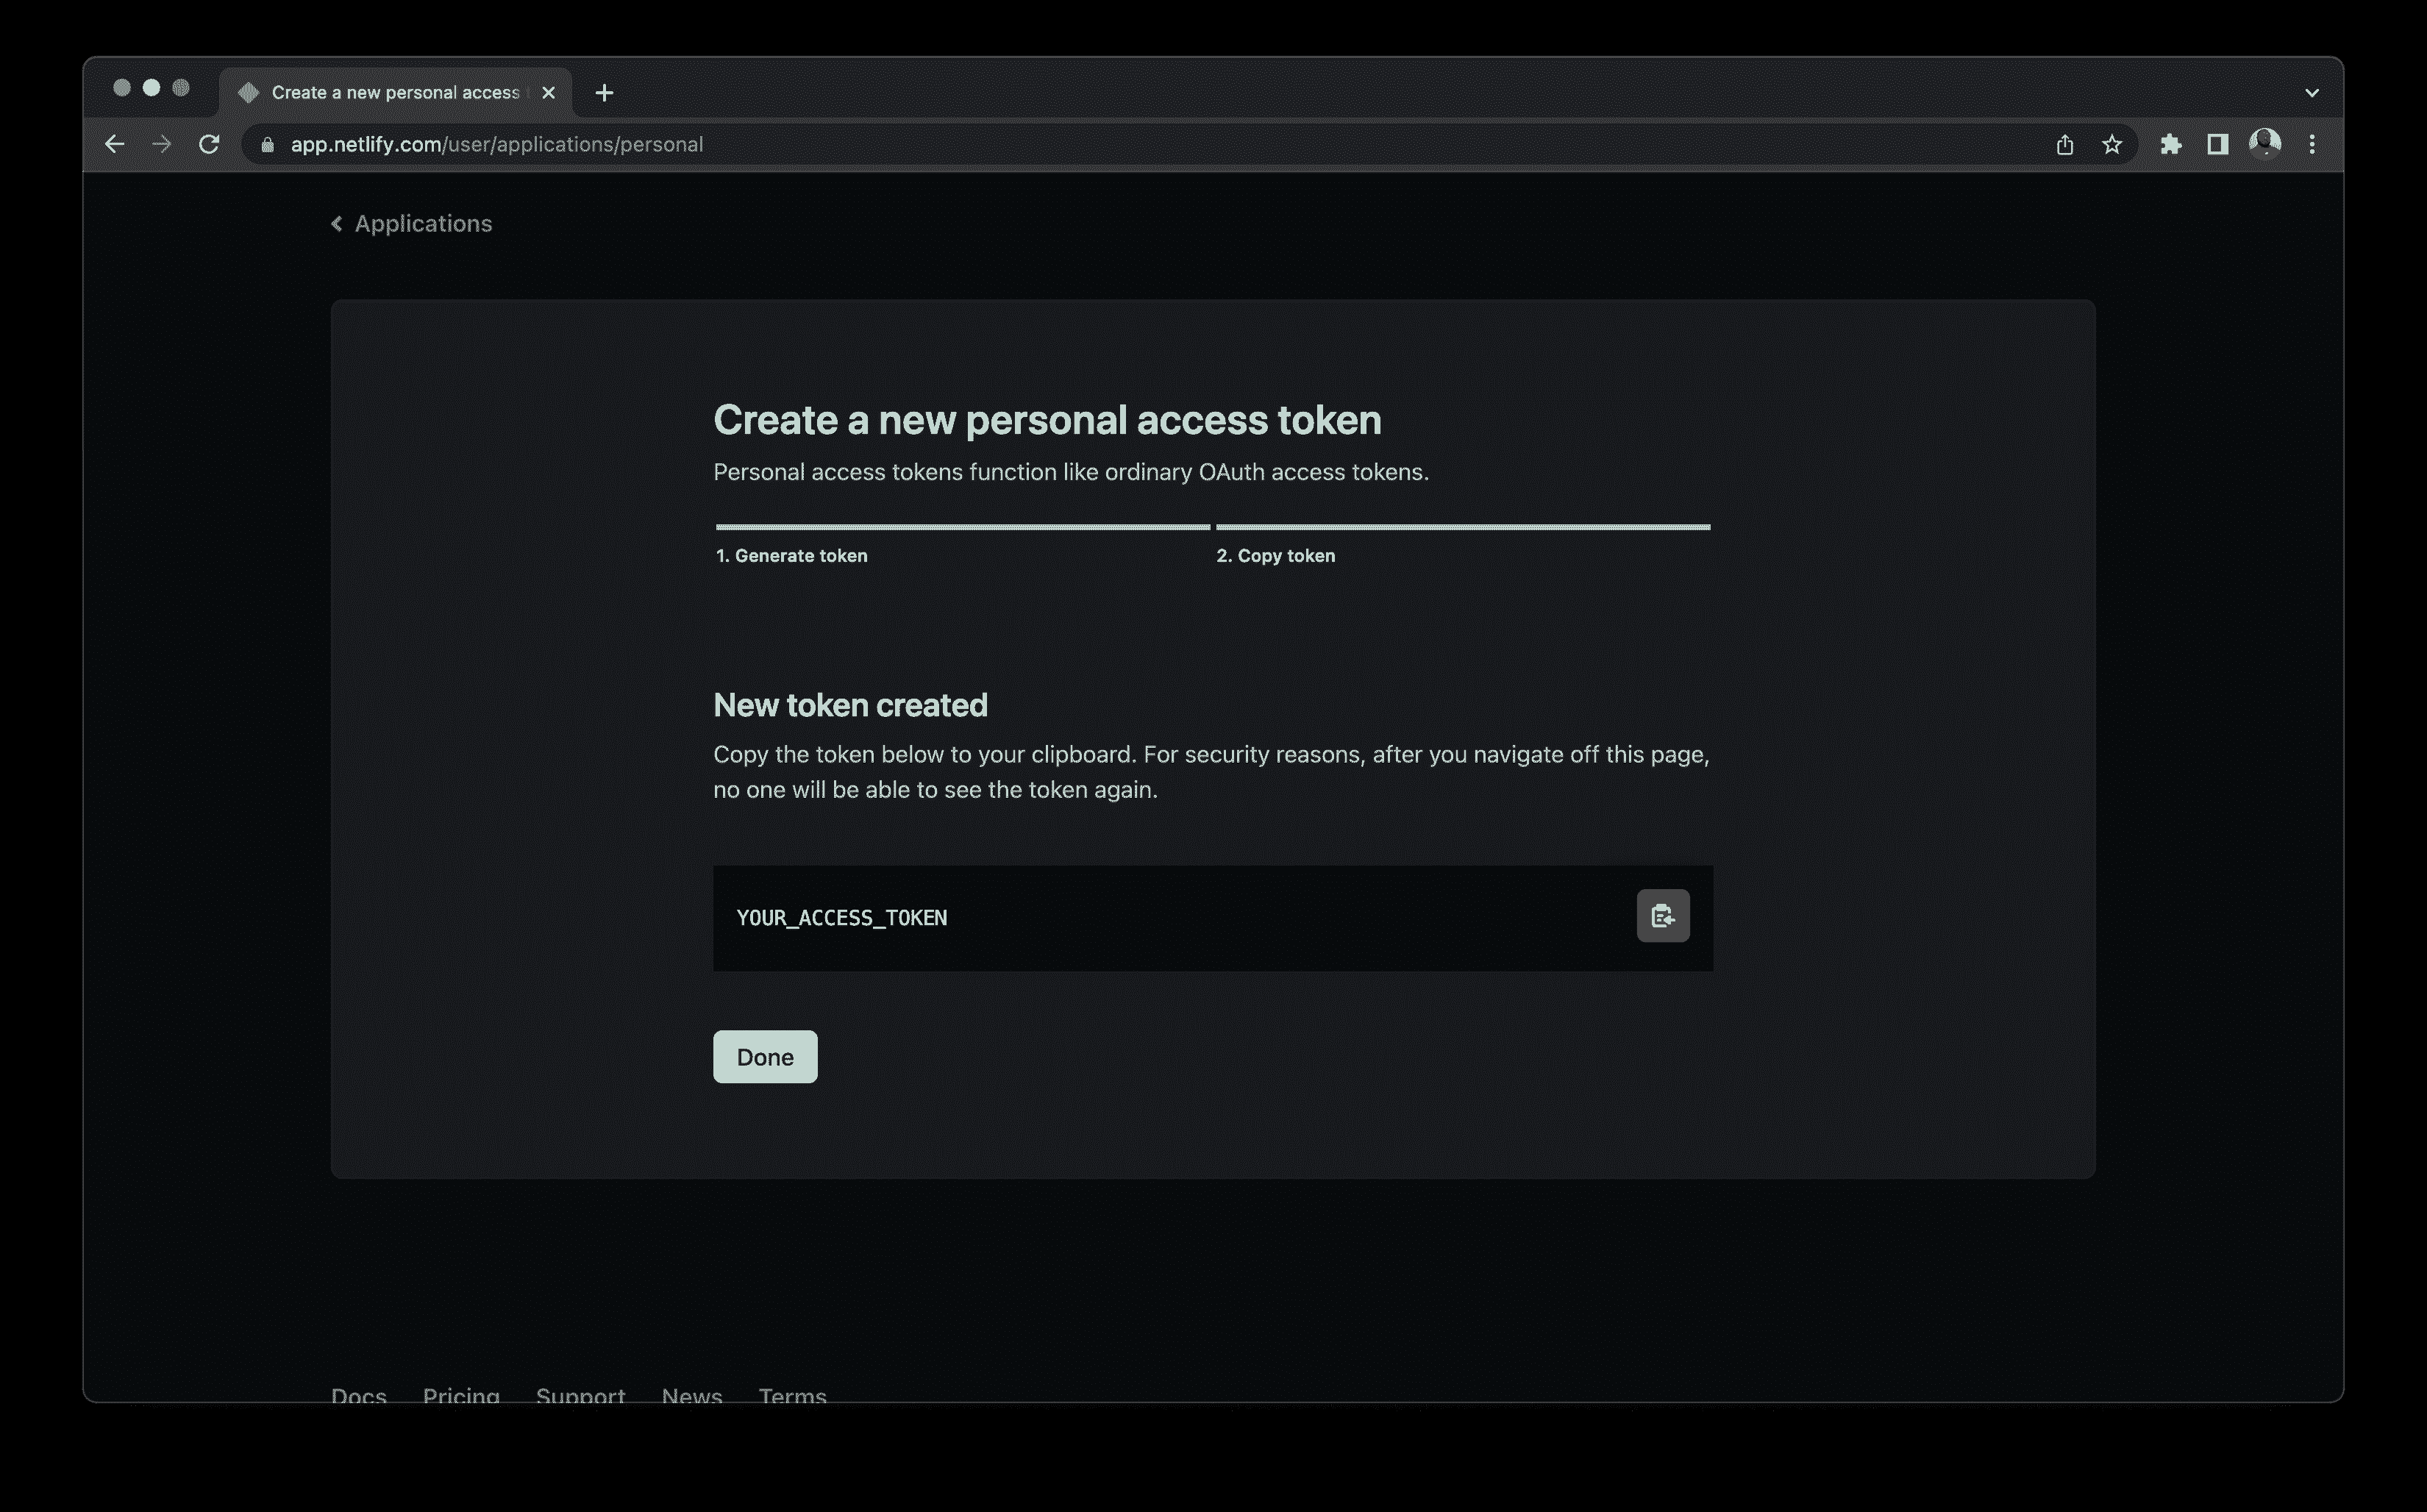 Create a new personal access
app.netlify.com/user/applications/personal
Applications
Create a new personal access token
Personal access tokens function like ordinary OAuth access tokens.
1. Generate token
2. Copy token
New token created
Copy the token below to your clipboard. For security reasons, after you navigate off this page,
no one will be able to see the token again.
YOUR_ACCESS_TOKEN
Done
Docs Pricing Support News Terms